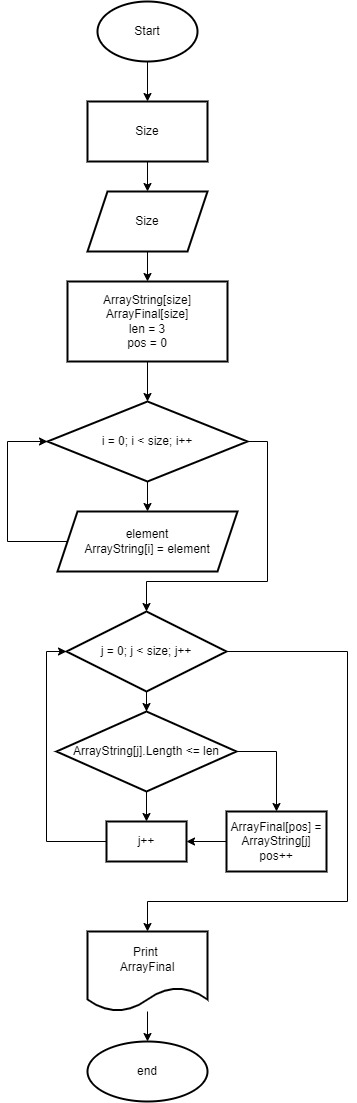 Start
Size
Size
ArrayString[size]
ArrayFinal[size]
len = 3
pos = 0
i = 0; i < size; i++
element
ArrayString[i] = element
j = 0; j < size; j++
ArrayString[j].Length <= len
j++
ArrayFinal[pos] =
ArrayString[j]
pos++
Print
ArrayFinal
end